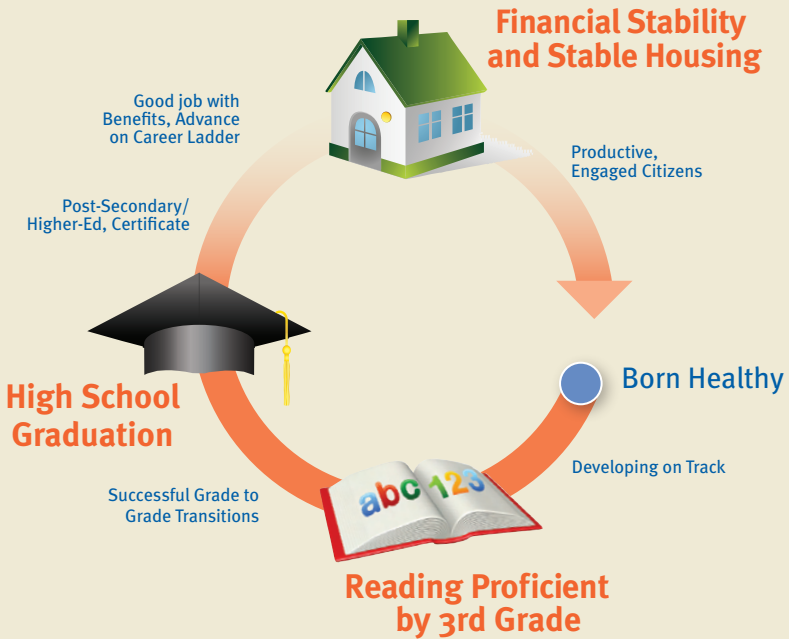 Financial Stability
and Stable Housing
Good job with
Benefits, Advance
on Career Ladder
Productive,
Engaged Citizens
Post-Secondary/
Higher-Ed, Certificate
Born Healthy
High School
Graduation
Developing on Track
abc 123
Successful Grade to
Grade Transitions
Reading Proficient
by 3rd Grade